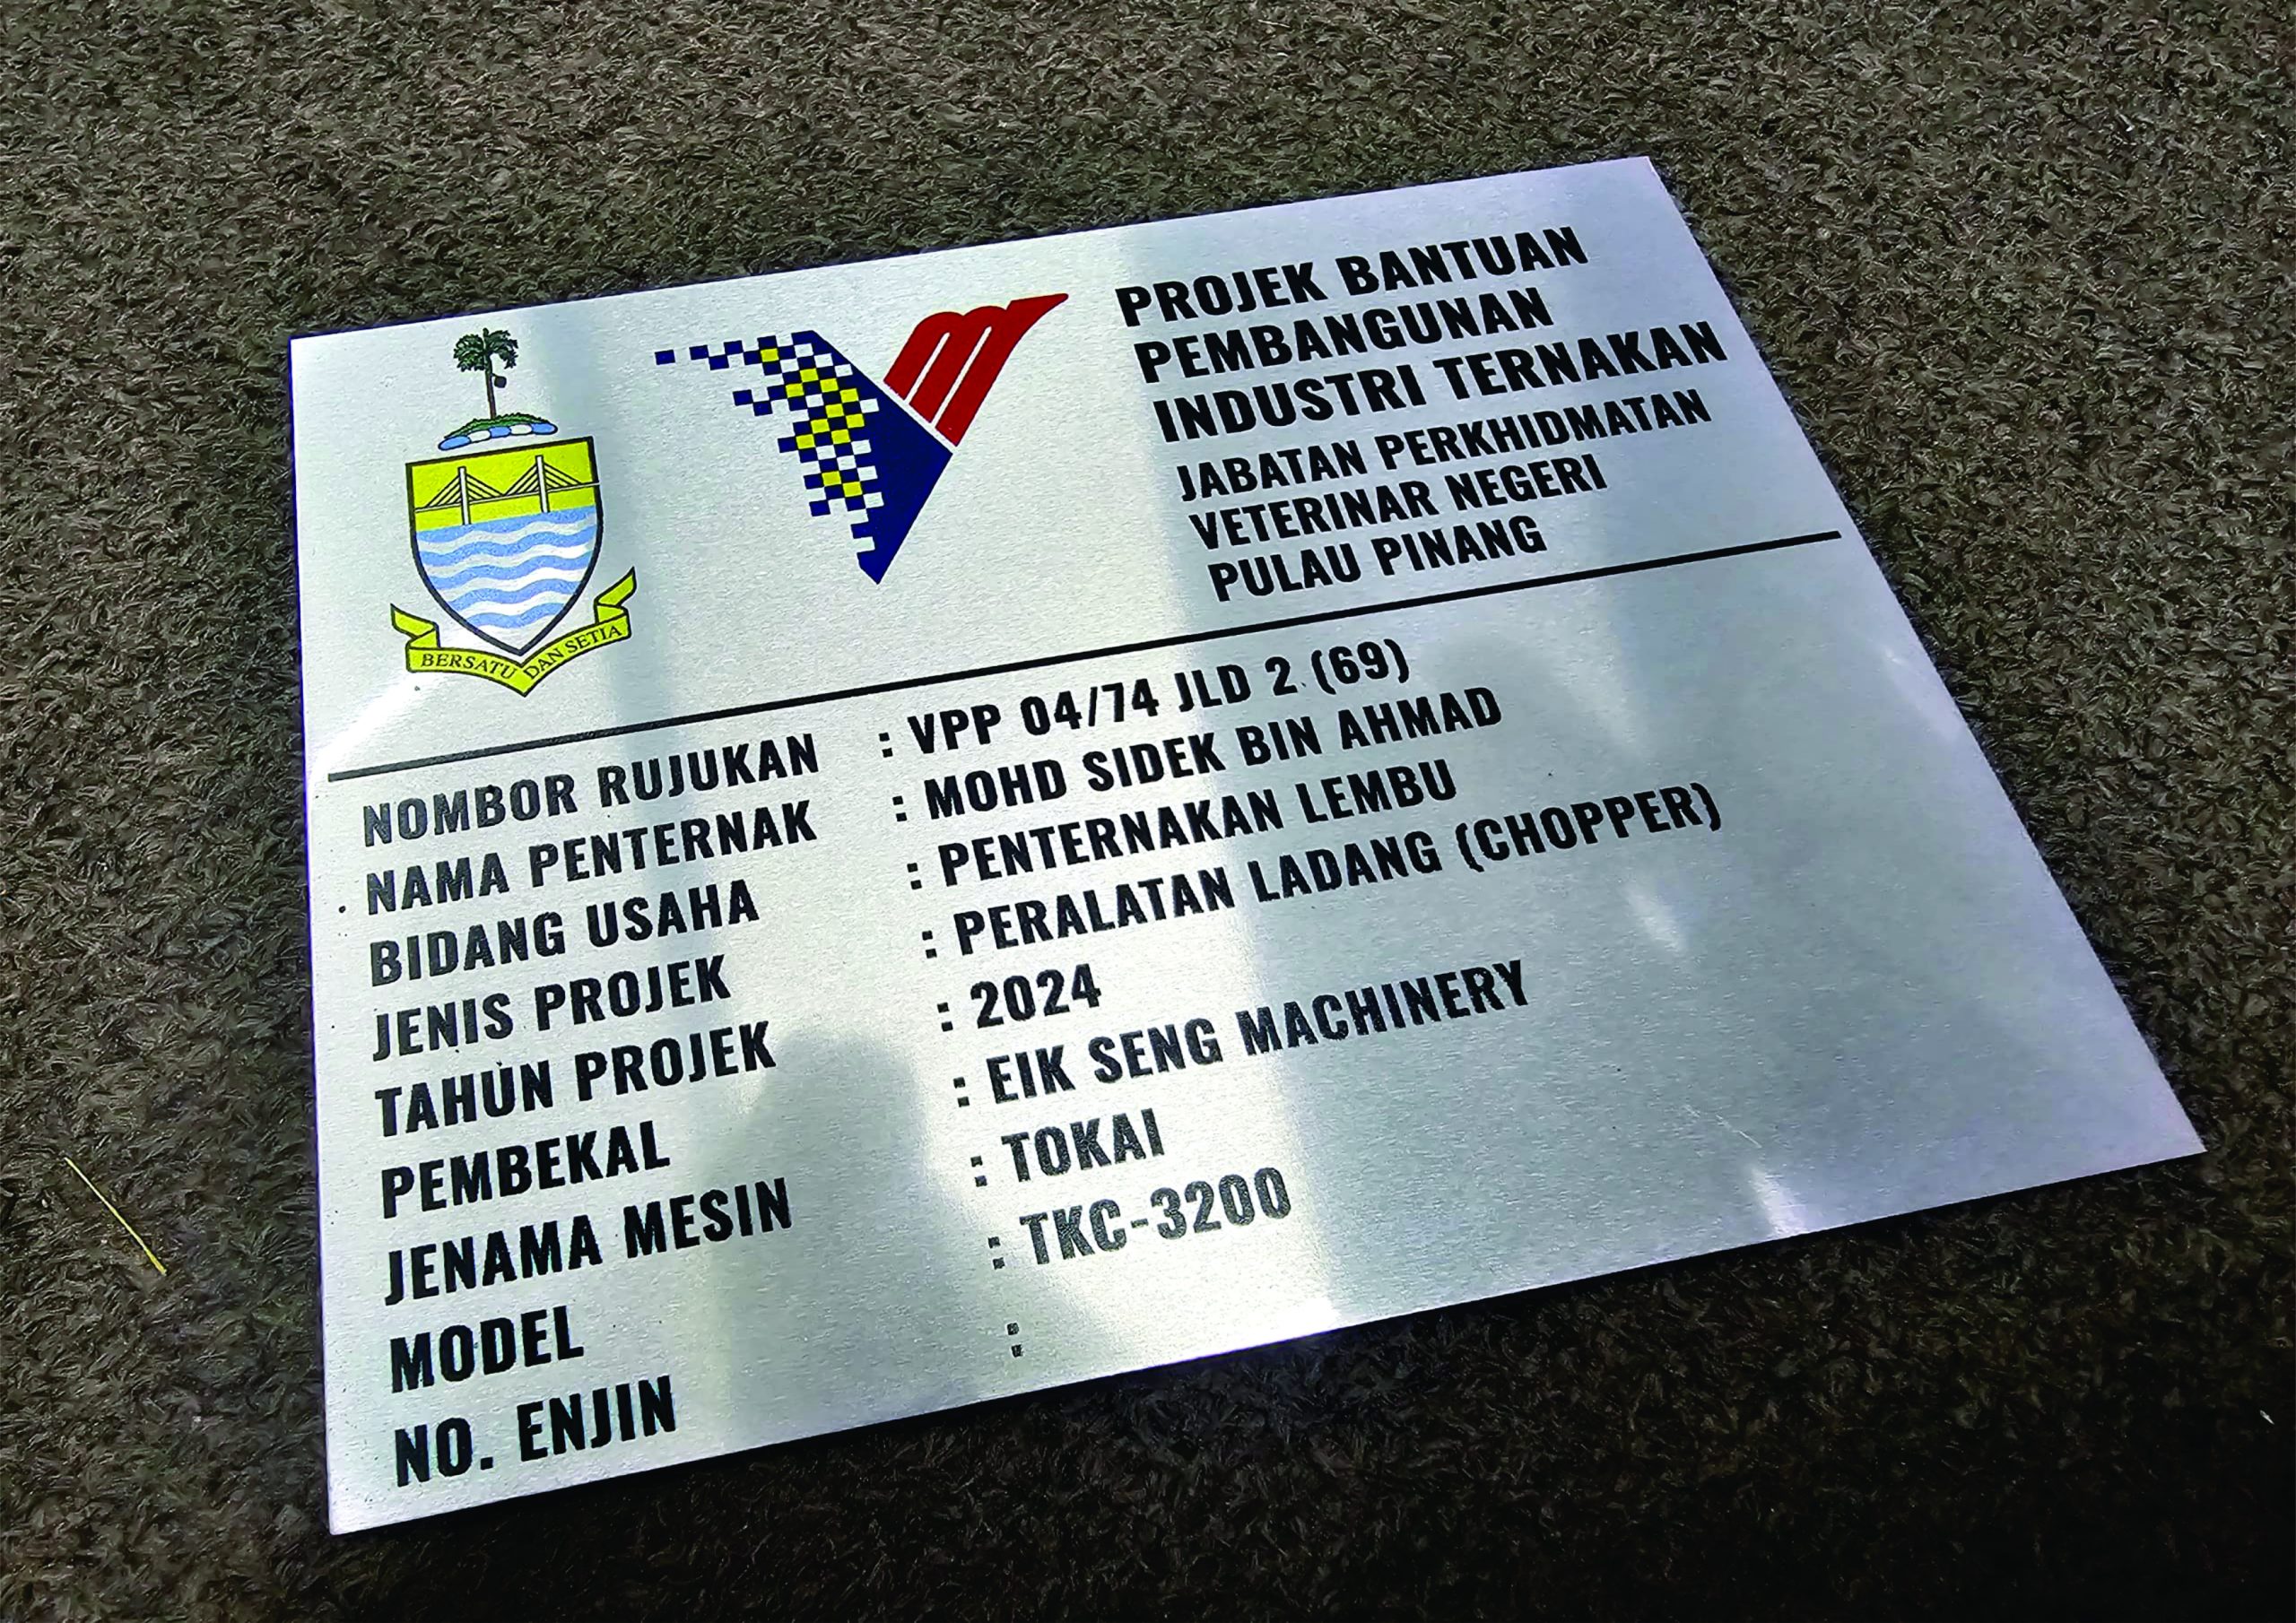 BERSATU DAN SETIA
PROJEK BANTUAN
PEMBANGUNAN
INDUSTRI TERNAKAN
JABATAN PERKHIDMATAN
VETERINAR NEGERI
PULAU PINANG
NOMBOR RUJUKAN : VPP 04/74 JLD 2 (69)
NAMA PENTERNAK : MOHD SIDEK BIN AHMAD
BIDANG USAHA : PENTERNAKAN LEMBU
JENIS PROJEK : PERALATAN LADANG (CHOPPER)
TAHUN PROJEK : 2024
PEMBEKAL : EIK SENG MACHINERY
JENAMA MESIN : TOKAI
MODEL : TKC-3200
NO. ENJIN :